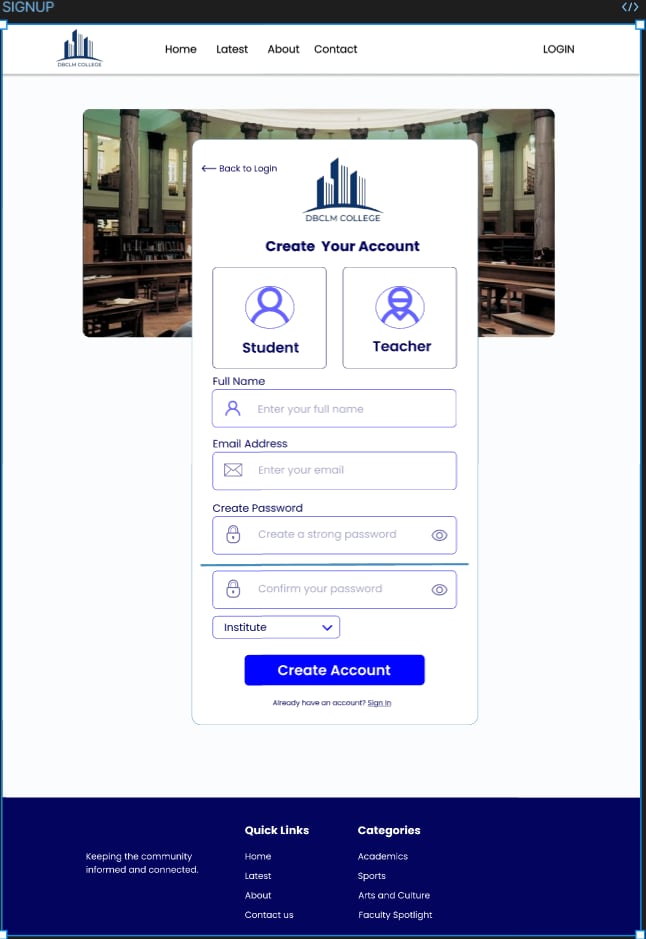 SIGNUP
</>
DBCLM COLLEGE
Home Latest About Contact LOGIN
Back to Login
DBCLM COLLEGE
Create Your Account
Student Teacher
Full Name
Enter your full name
Email Address
Enter your email
Create Password
Create a strong password
Confirm your password
Institute
Create Account
Already have an account? Sign In
Quick Links Categories
Keeping the community
informed and connected.
Home Academics
Latest Sports
About Arts and Culture
Contact us Faculty Spotlight